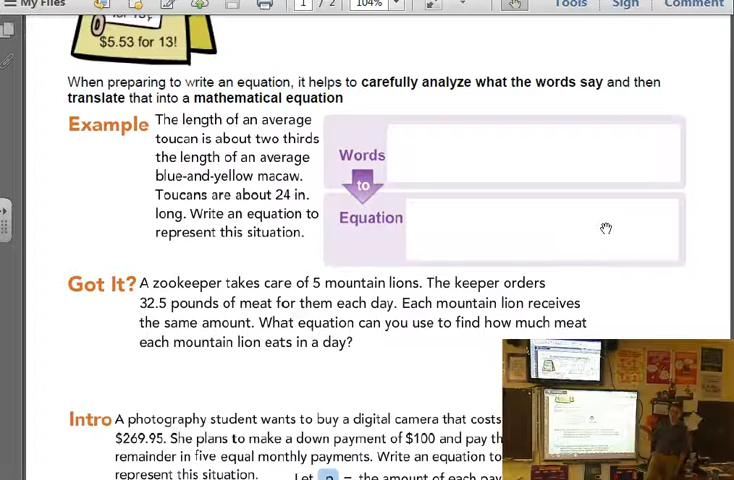 My Files
1 / 2
104%
Tools
Sign
Comment
$5.53 for 13!
When preparing to write an equation, it helps to carefully analyze what the words say and then
translate that into a mathematical equation
Example The length of an average
toucan is about two thirds
the length of an average
blue-and-yellow macaw.
Toucans are about 24 in.
long. Write an equation to
represent this situation.
Words
to
Equation
Got It? A zookeeper takes care of 5 mountain lions. The keeper orders
32.5 pounds of meat for them each day. Each mountain lion receives
the same amount. What equation can you use to find how much meat
each mountain lion eats in a day?
Intro A photography student wants to buy a digital camera that costs
$269.95. She plans to make a down payment of $100 and pay th
remainder in five equal monthly payments. Write an equation to
represent this situation.
Let = the amount of each pay